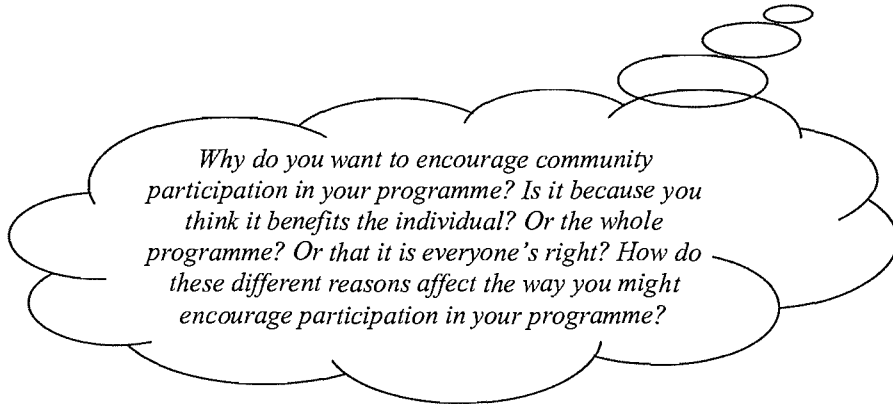 Why do you want to encourage community
participation in your programme? Is it because you
think it benefits the individual? Or the whole
programme? Or that it is everyone's right? How do
these different reasons affect the way you might
encourage participation in your programme?